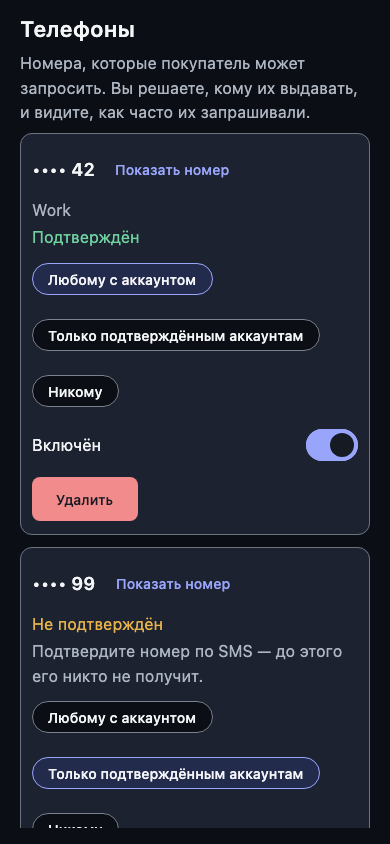 Телефоны
Номера, которые покупатель может
запросить. Вы решаете, кому их выдавать,
и видите, как часто их запрашивали.
•••• 42 Показать номер
Work
Подтверждён
Любому с аккаунтом
Только подтверждённым аккаунтам
Никому
Включён
Удалить
•••• 99 Показать номер
Не подтверждён
Подтвердите номер по SMS — до этого
его никто не получит.
Любому с аккаунтом
Только подтверждённым аккаунтам
Никому